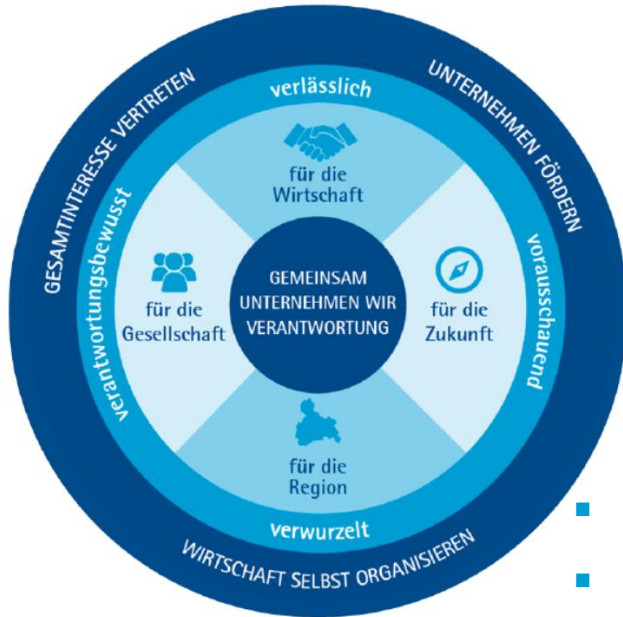 GESAMTINTERESSE VERTRETEN
UNTERNEHMEN FÖRDERN
verlässlich
für die
Wirtschaft
verantwortungsbewusst
für die
Gesellschaft
GEMEINSAM
UNTERNEHMEN WIR
VERANTWORTUNG
für die
Zukunft
vorausschauend
für die
Region
verwurzelt
WIRTSCHAFT SELBST ORGANISIEREN